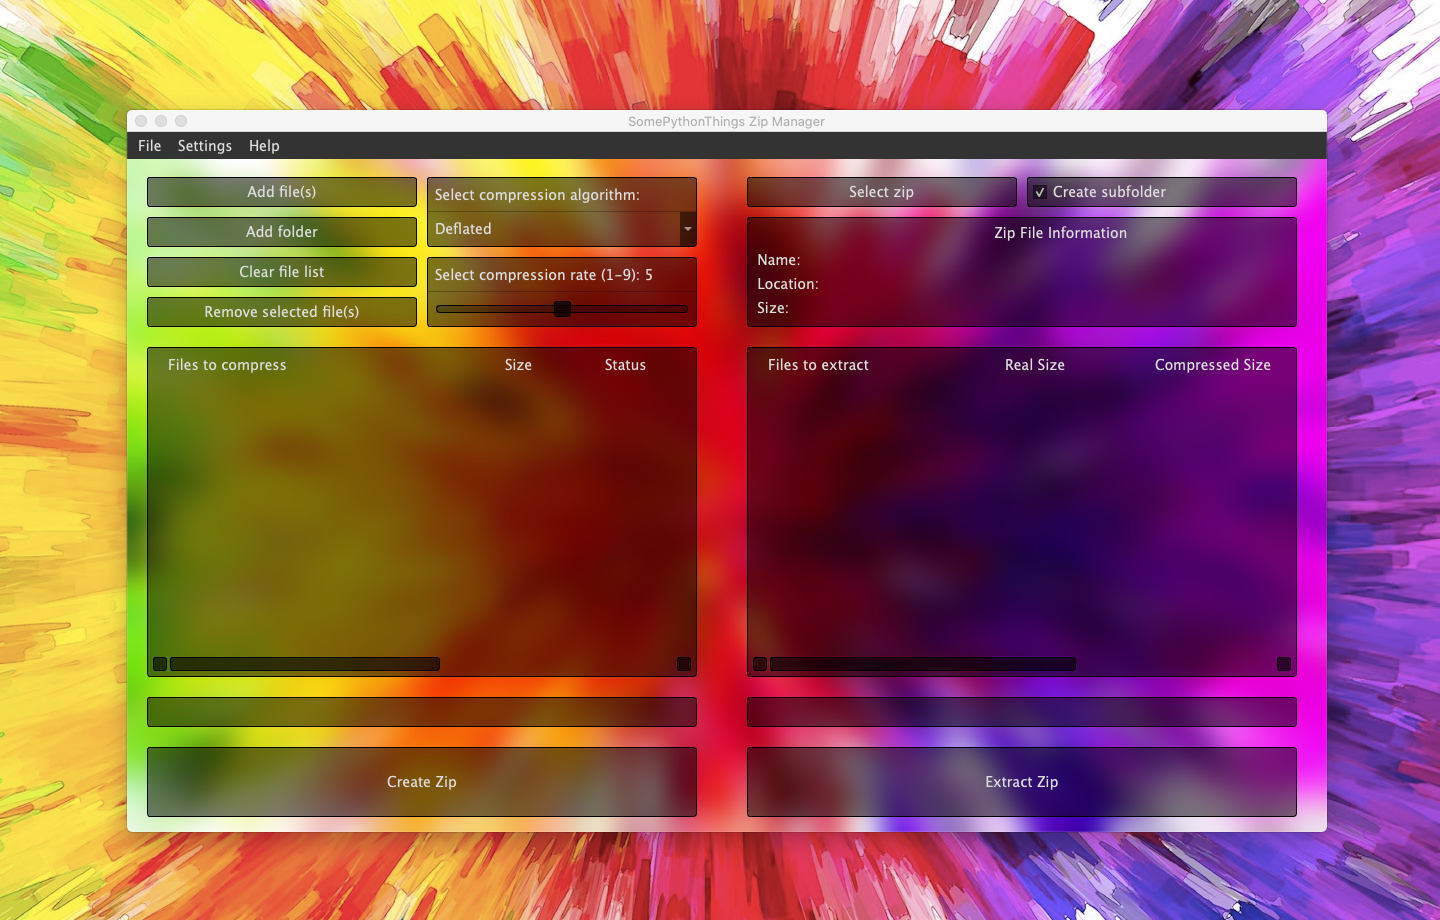 SomePythonThings Zip Manager
File Settings Help
Add file(s)
Add folder
Clear file list
Remove selected file(s)
Select compression algorithm:
Deflated
Select compression rate (1-9): 5
Files to compress Size Status
Create Zip
Select zip
Create subfolder
Zip File Information
Name:
Location:
Size:
Files to extract Real Size Compressed Size
Extract Zip